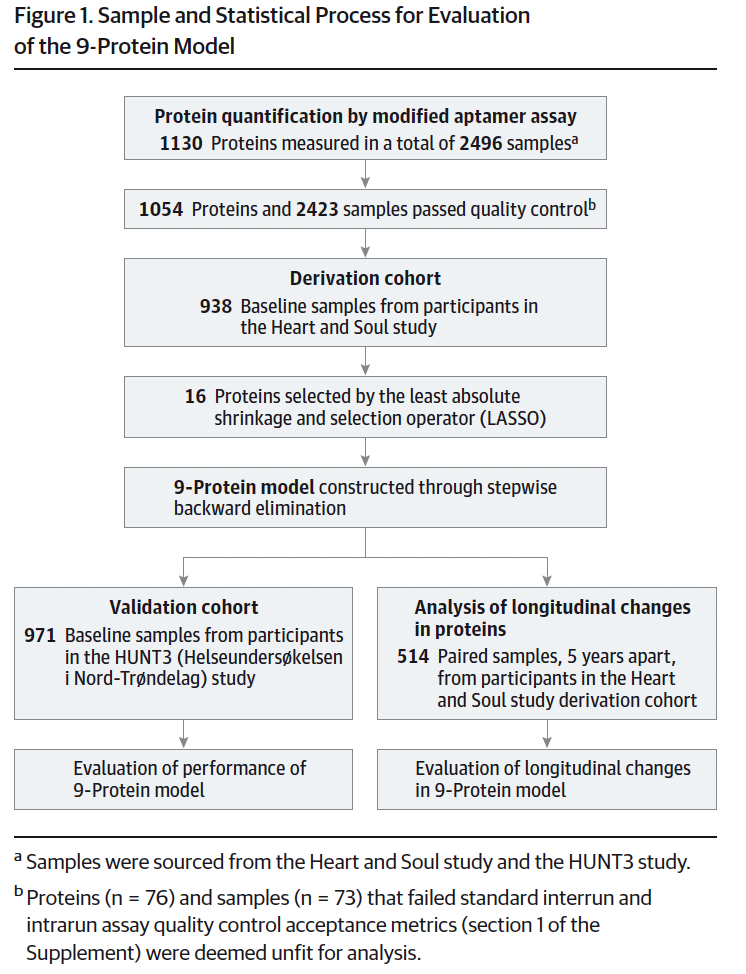 Figure 1. Sample and Statistical Process for Evaluation
of the 9-Protein Model
Protein quantification by modified aptamer assay
1130 Proteins measured in a total of 2496 samplesa
1054 Proteins and 2423 samples passed quality controlb
Derivation cohort
938 Baseline samples from participants in
the Heart and Soul study
16 Proteins selected by the least absolute
shrinkage and selection operator (LASSO)
9-Protein model constructed through stepwise
backward elimination
Validation cohort
971 Baseline samples from participants
in the HUNT3 (Helseundersøkelsen
i Nord-Trøndelag) study
Evaluation of performance of
9-Protein model
Analysis of longitudinal changes
in proteins
514 Paired samples, 5 years apart,
from participants in the Heart
and Soul study derivation cohort
Evaluation of longitudinal changes
in 9-Protein model
a Samples were sourced from the Heart and Soul study and the HUNT3 study.
b Proteins (n = 76) and samples (n = 73) that failed standard interrun and
intrarun assay quality control acceptance metrics (section 1 of the
Supplement) were deemed unfit for analysis.